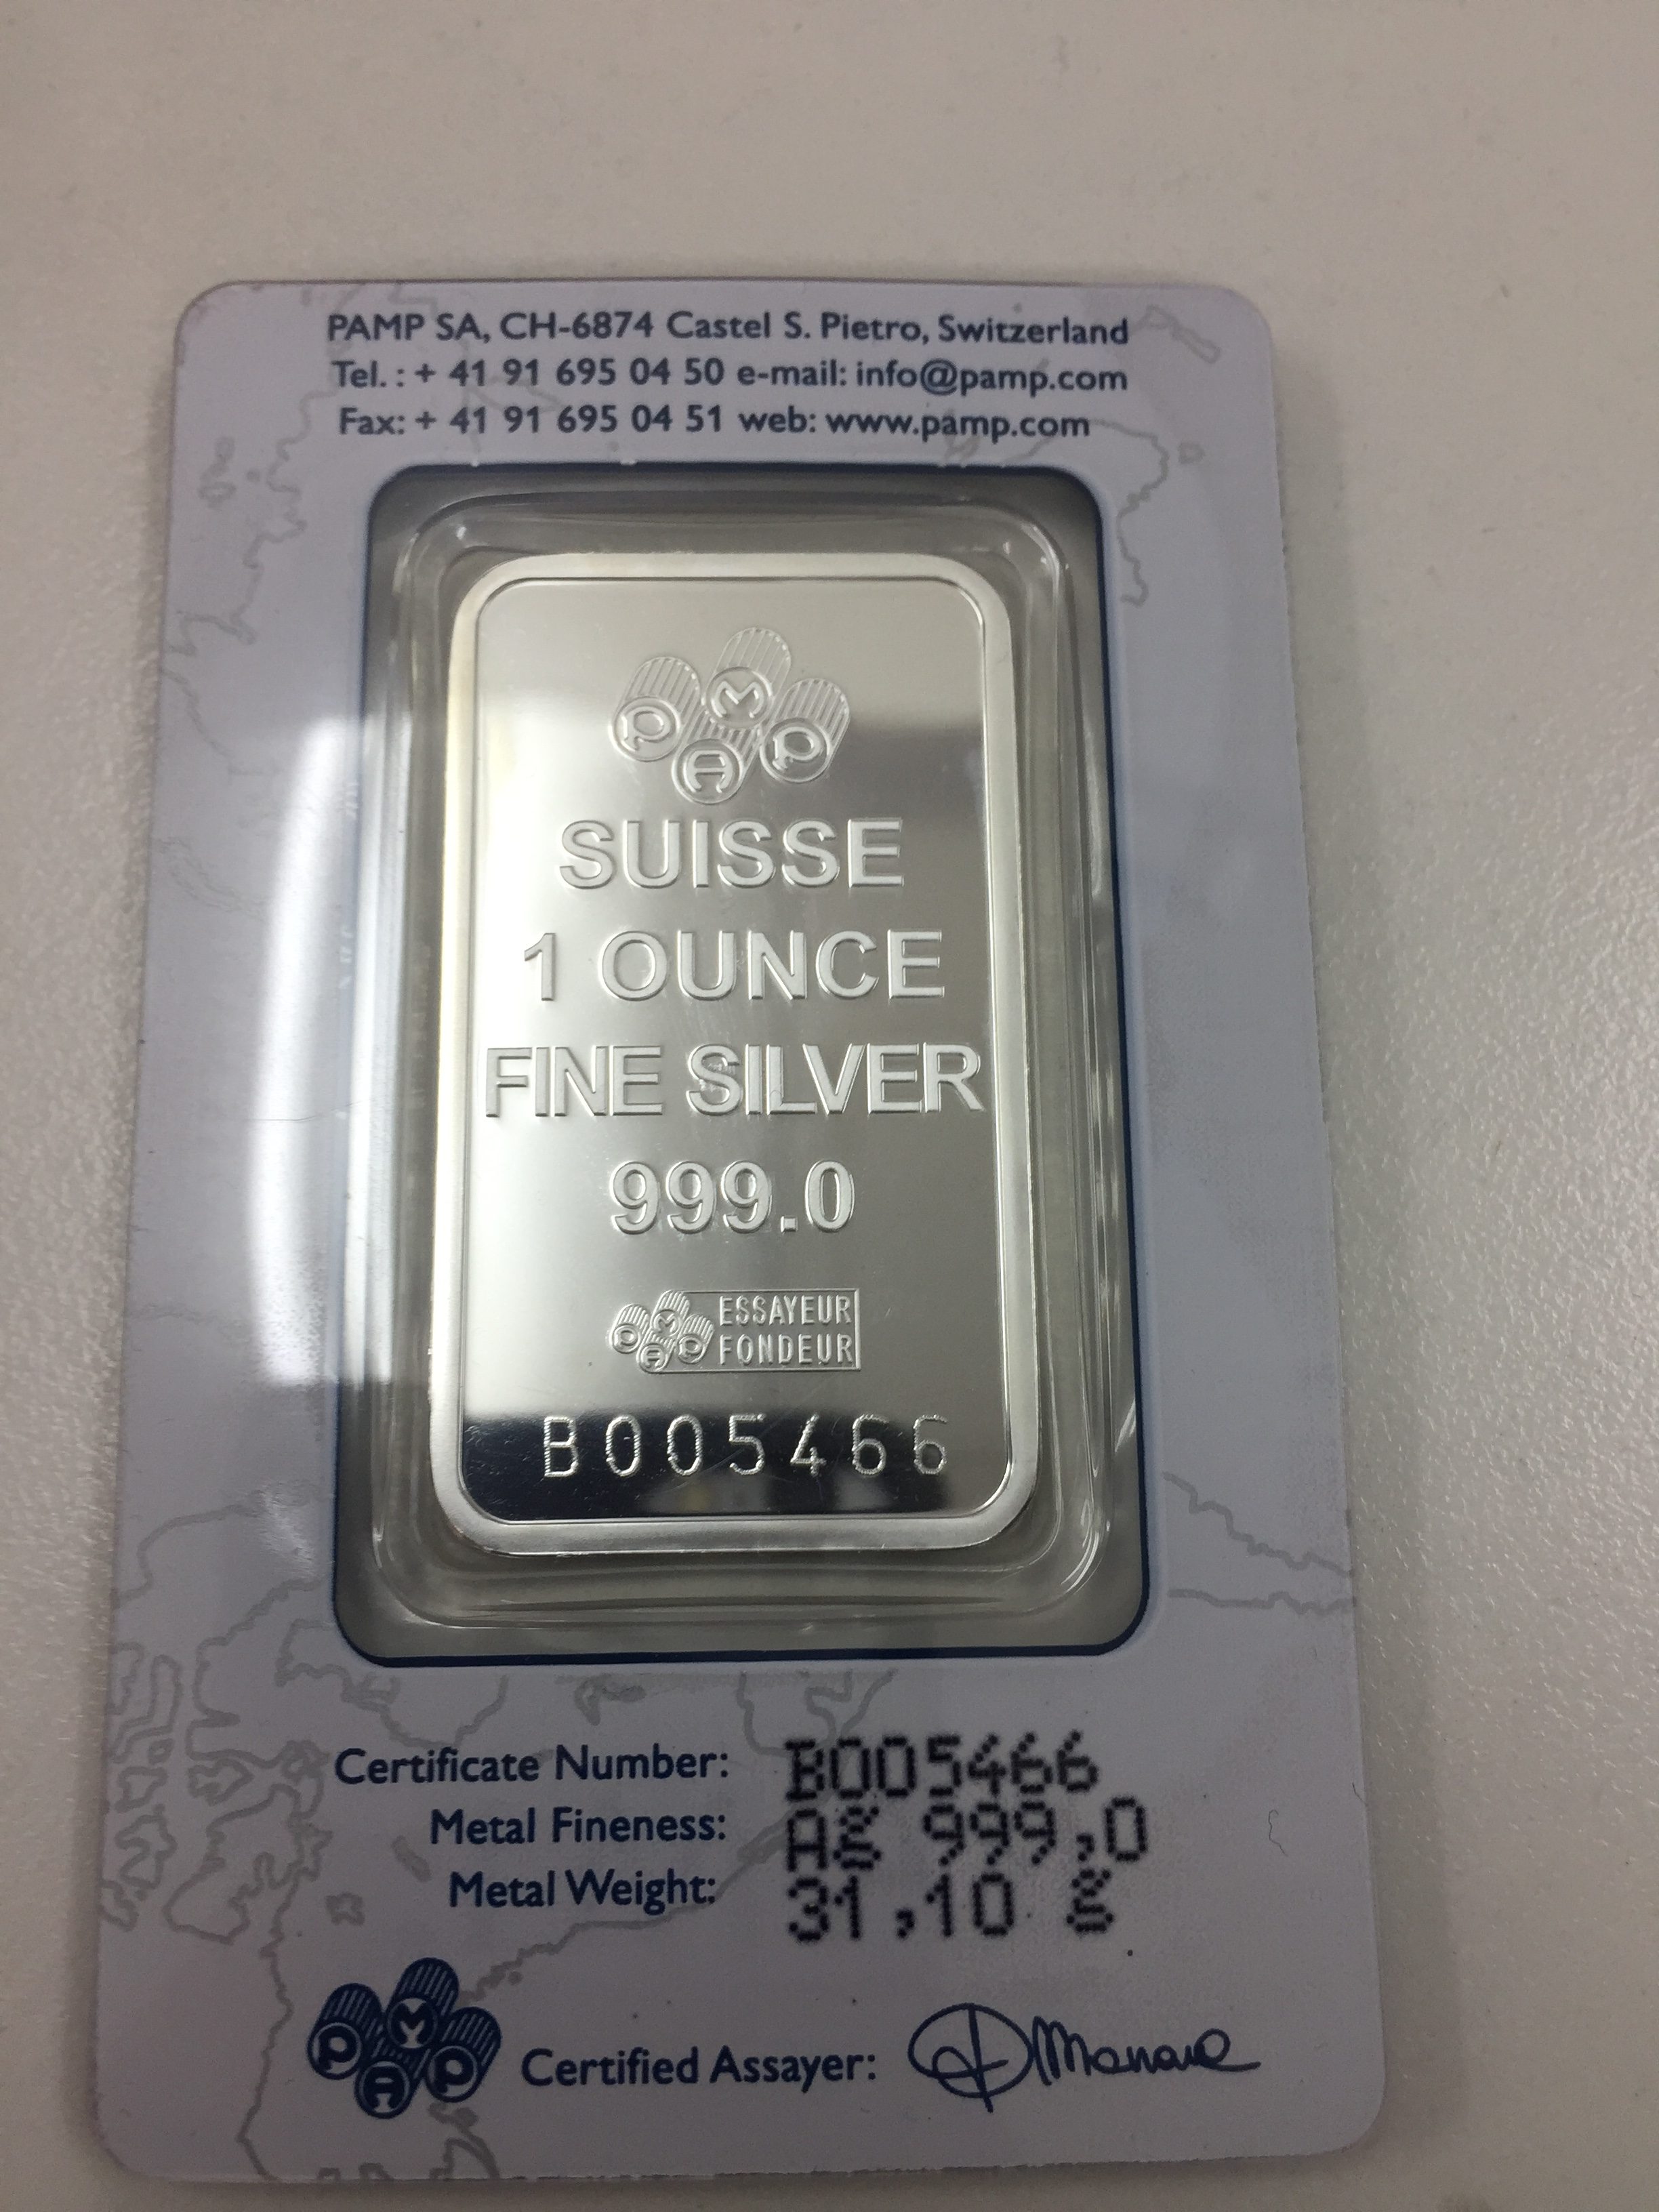 PAMP SA, CH-6874 Castel S. Pietro, Switzerland
Tel. : + 41 91 695 04 50 e-mail: info@pamp.com
Fax: + 41 91 695 04 51 web: www.pamp.com
P A M P
SUISSE
1 OUNCE
FINE SILVER
999.0
P A M P ESSAYEUR
FONDEUR
B005466
Certificate Number: B005466
Metal Fineness: Ag 999,0
Metal Weight: 31,10 g
P A M P Certified Assayer: